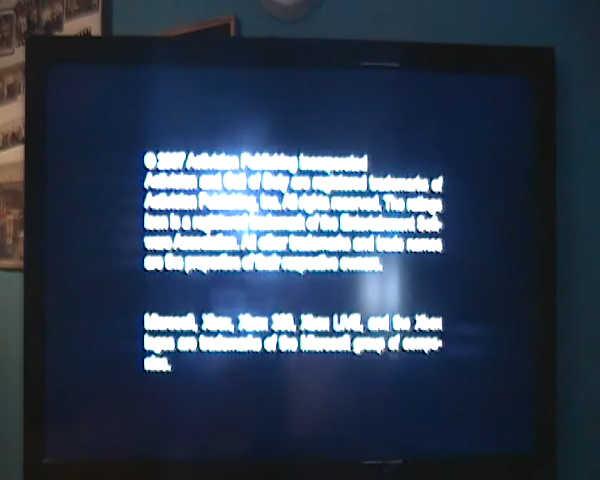 © 2007 Activision Publishing Incorporated
Activision and Call of Duty are registered trademarks of
Activision Publishing, Inc. All rights reserved. The ratings
icon is a registered trademark of the Entertainment Soft-
ware Association. All other trademarks and trade names
are the properties of their respective owners.
Microsoft, Xbox, Xbox 360, Xbox LIVE, and the Xbox
logos are trademarks of the Microsoft group of compa-
nies.